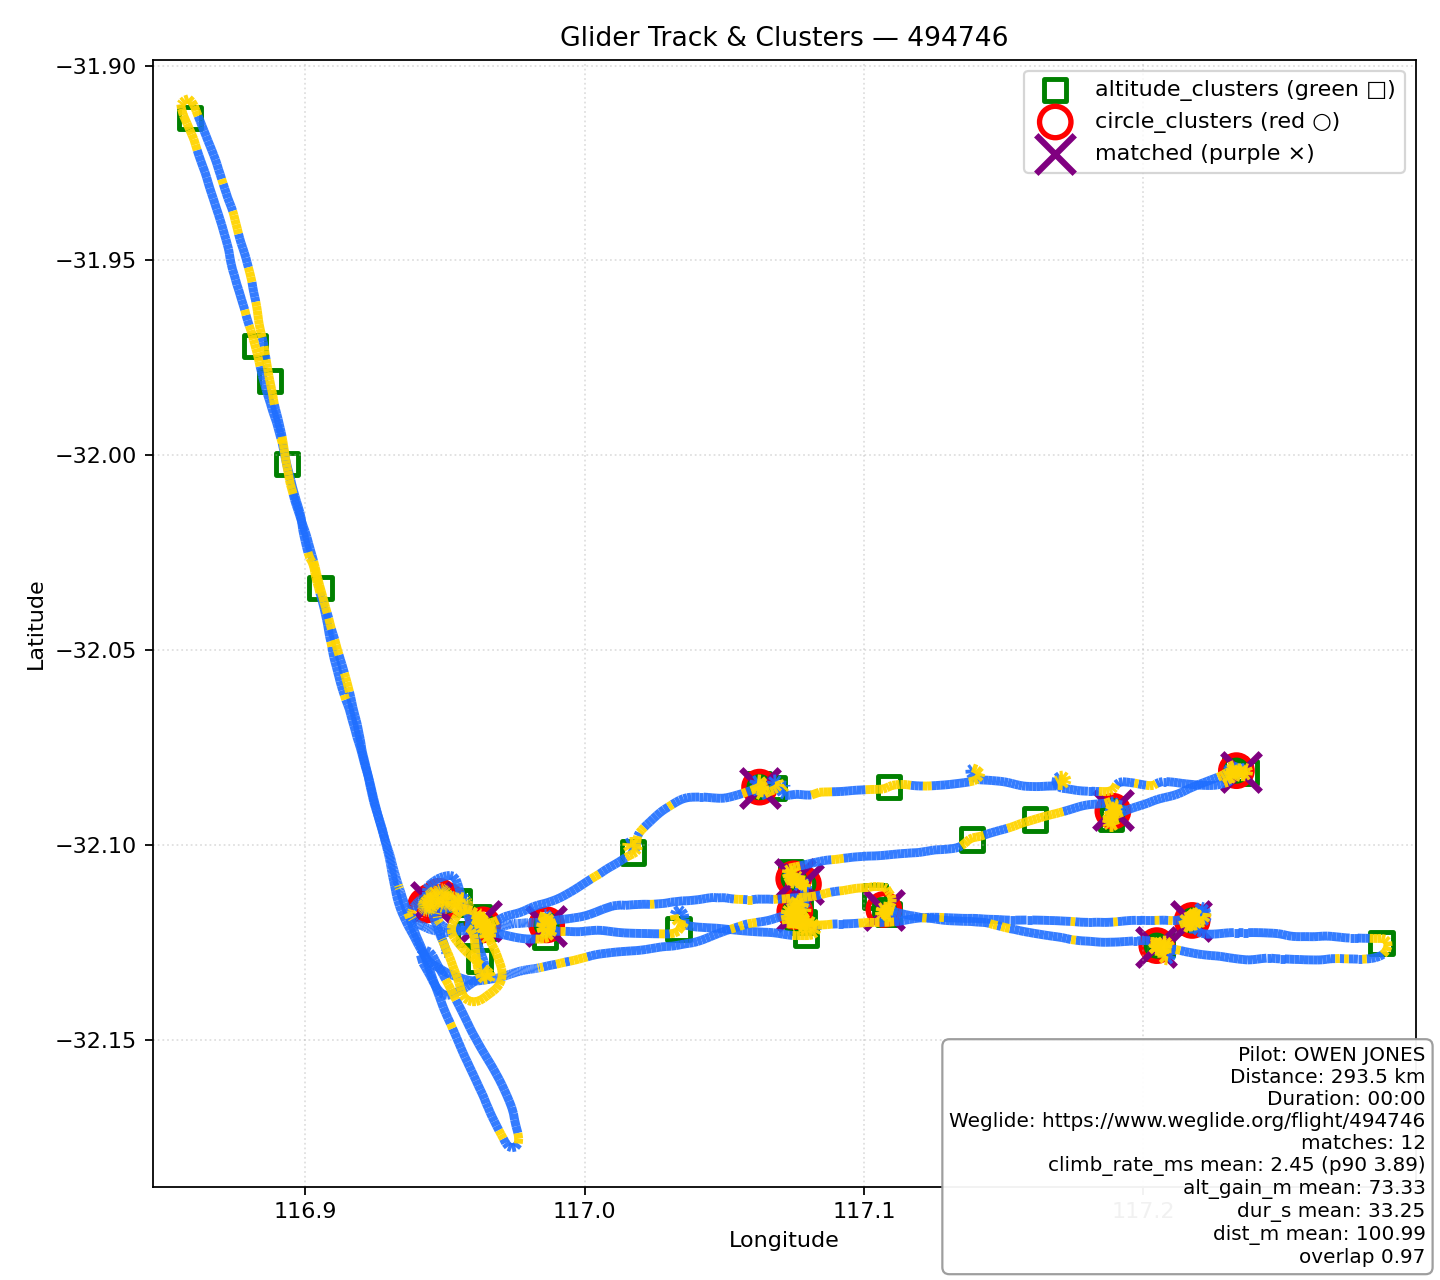 Glider Track & Clusters — 494746
altitude_clusters (green □)
circle_clusters (red ○)
matched (purple ×)
−31.90
−31.95
−32.00
−32.05
−32.10
−32.15
Latitude
116.9
117.0
117.1
117.2
Longitude
Pilot: OWEN JONES
Distance: 293.5 km
Duration: 00:00
Weglide: https://www.weglide.org/flight/494746
matches: 12
climb_rate_ms mean: 2.45 (p90 3.89)
alt_gain_m mean: 73.33
dur_s mean: 33.25
dist_m mean: 100.99
overlap 0.97